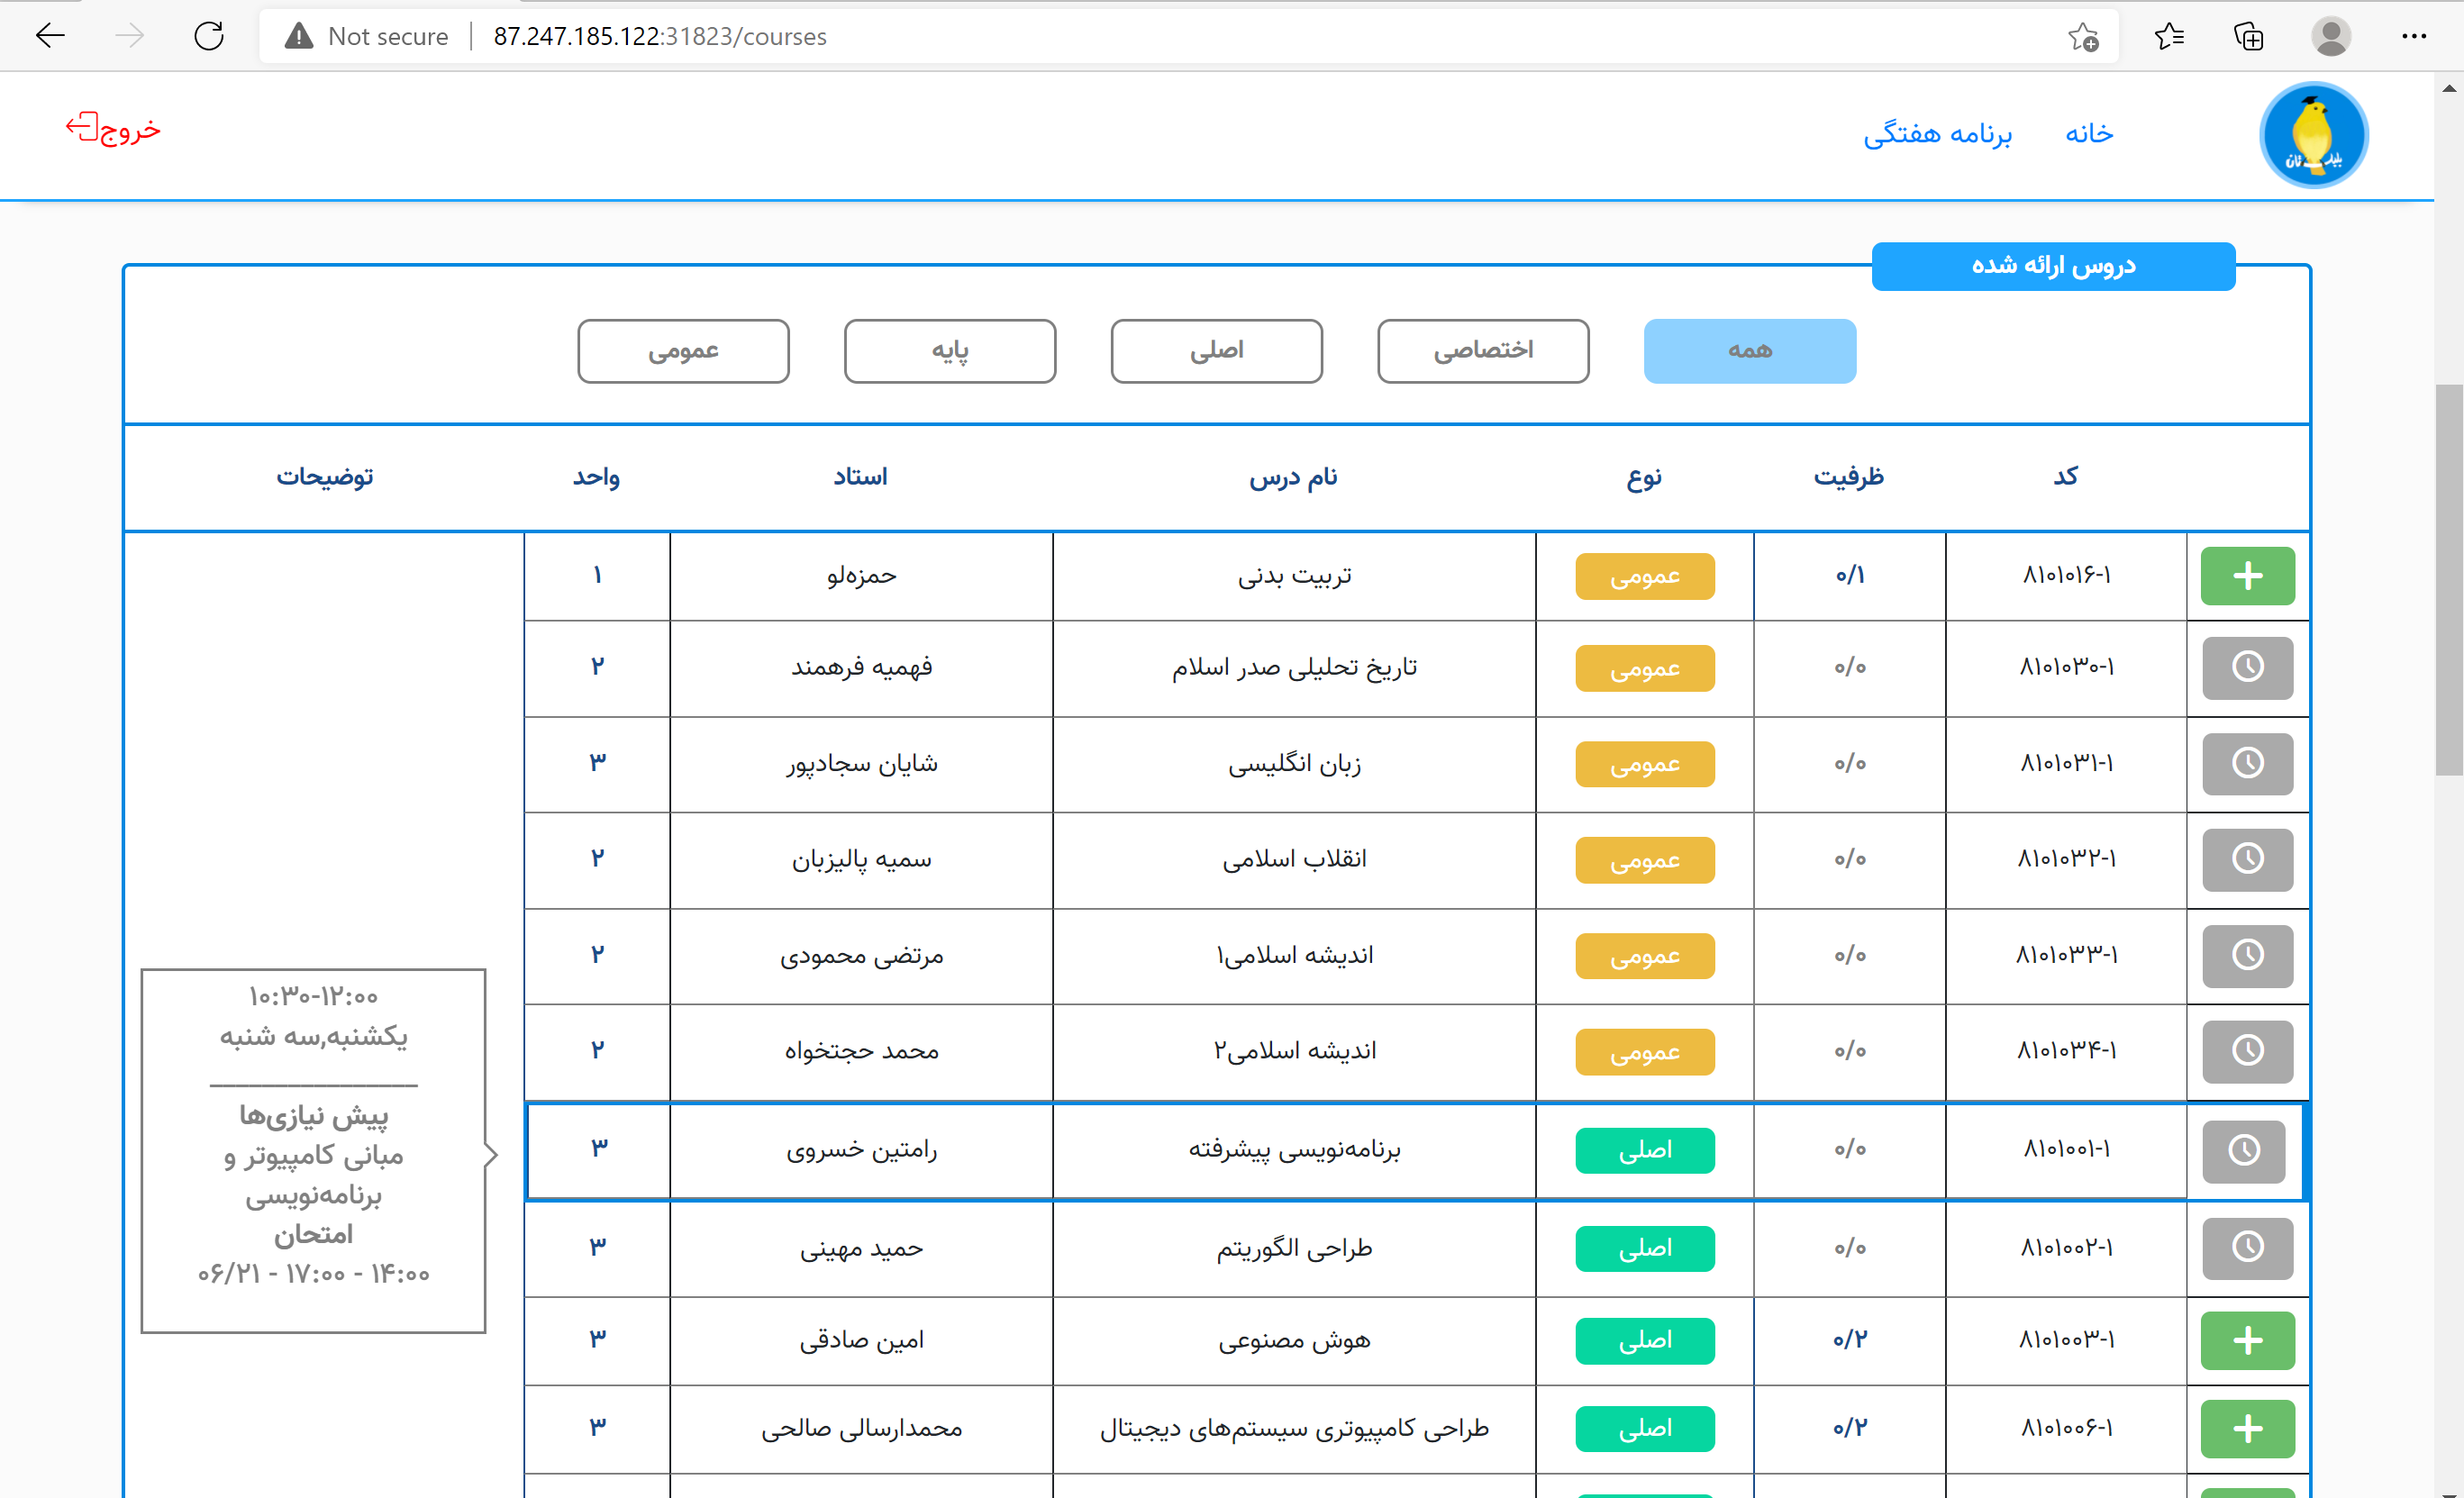 Not secure | 87.247.185.122:31823/courses
خانه
برنامه هفتگی
خروج
دروس ارائه شده
همه
اختصاصی
اصلی
پایه
عمومی
کد ظرفیت نوع نام درس استاد واحد توضیحات
۸۱۰۱۰۱۶-۱ ۰/۱ عمومی تربیت بدنی حمزه‌لو ۱
۸۱۰۱۰۳۰-۱ ۰/۰ عمومی تاریخ تحلیلی صدر اسلام فهمیه فرهمند ۲
۸۱۰۱۰۳۱-۱ ۰/۰ عمومی زبان انگلیسی شایان سجادپور ۳
۸۱۰۱۰۳۲-۱ ۰/۰ عمومی انقلاب اسلامی سمیه پالیزبان ۲
۸۱۰۱۰۳۳-۱ ۰/۰ عمومی اندیشه اسلامی۱ مرتضی محمودی ۲
۸۱۰۱۰۳۴-۱ ۰/۰ عمومی اندیشه اسلامی۲ محمد حجتخواه ۲
۸۱۰۱۰۰۱-۱ ۰/۰ اصلی برنامه‌نویسی پیشرفته رامتین خسروی ۳
۸۱۰۱۰۰۲-۱ ۰/۰ اصلی طراحی الگوریتم حمید مهینی ۳
۸۱۰۱۰۰۳-۱ ۰/۲ اصلی هوش مصنوعی امین صادقی ۳
۸۱۰۱۰۰۶-۱ ۰/۲ اصلی طراحی کامپیوتری سیستم‌های دیجیتال محمدارسالی صالحی ۳
۱۰:۳۰-۱۲:۰۰
یکشنبه,سه شنبه
پیش نیازی‌ها
مبانی کامپیوتر و
برنامه‌نویسی
امتحان
۱۴:۰۰ - ۱۷:۰۰ - ۰۶/۲۱